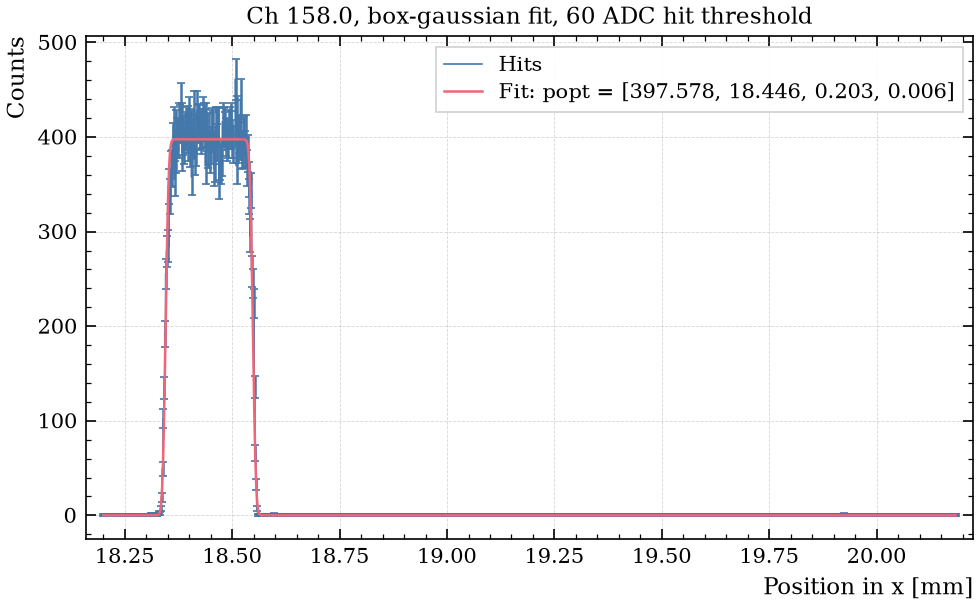 Ch 158.0, box-gaussian fit, 60 ADC hit threshold
Counts
500
400
300
200
100
0
Hits
Fit: popt = [397.578, 18.446, 0.203, 0.006]
18.25 18.50 18.75 19.00 19.25 19.50 19.75 20.00
Position in x [mm]